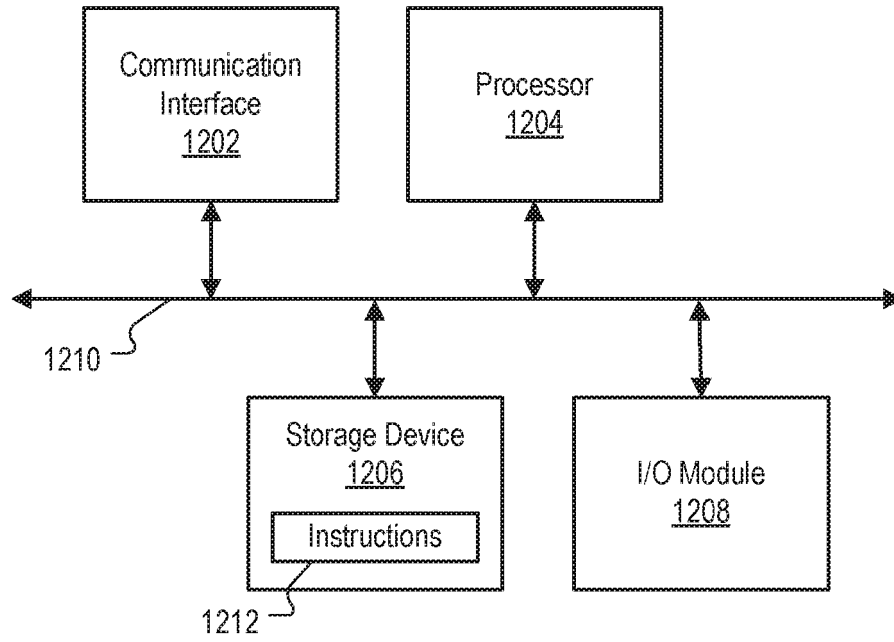 Communication
Interface
1202
Processor
1204
1210
Storage Device
1206
Instructions
1212
I/O Module
1208